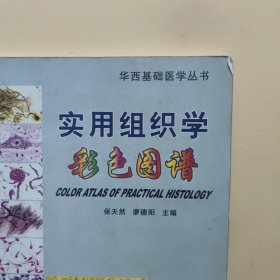 华西基础医学丛书
实用组织学
彩色图谱
COLOR ATLAS OF PRACTICAL HISTOLOGY
保天然 廖德阳 主编